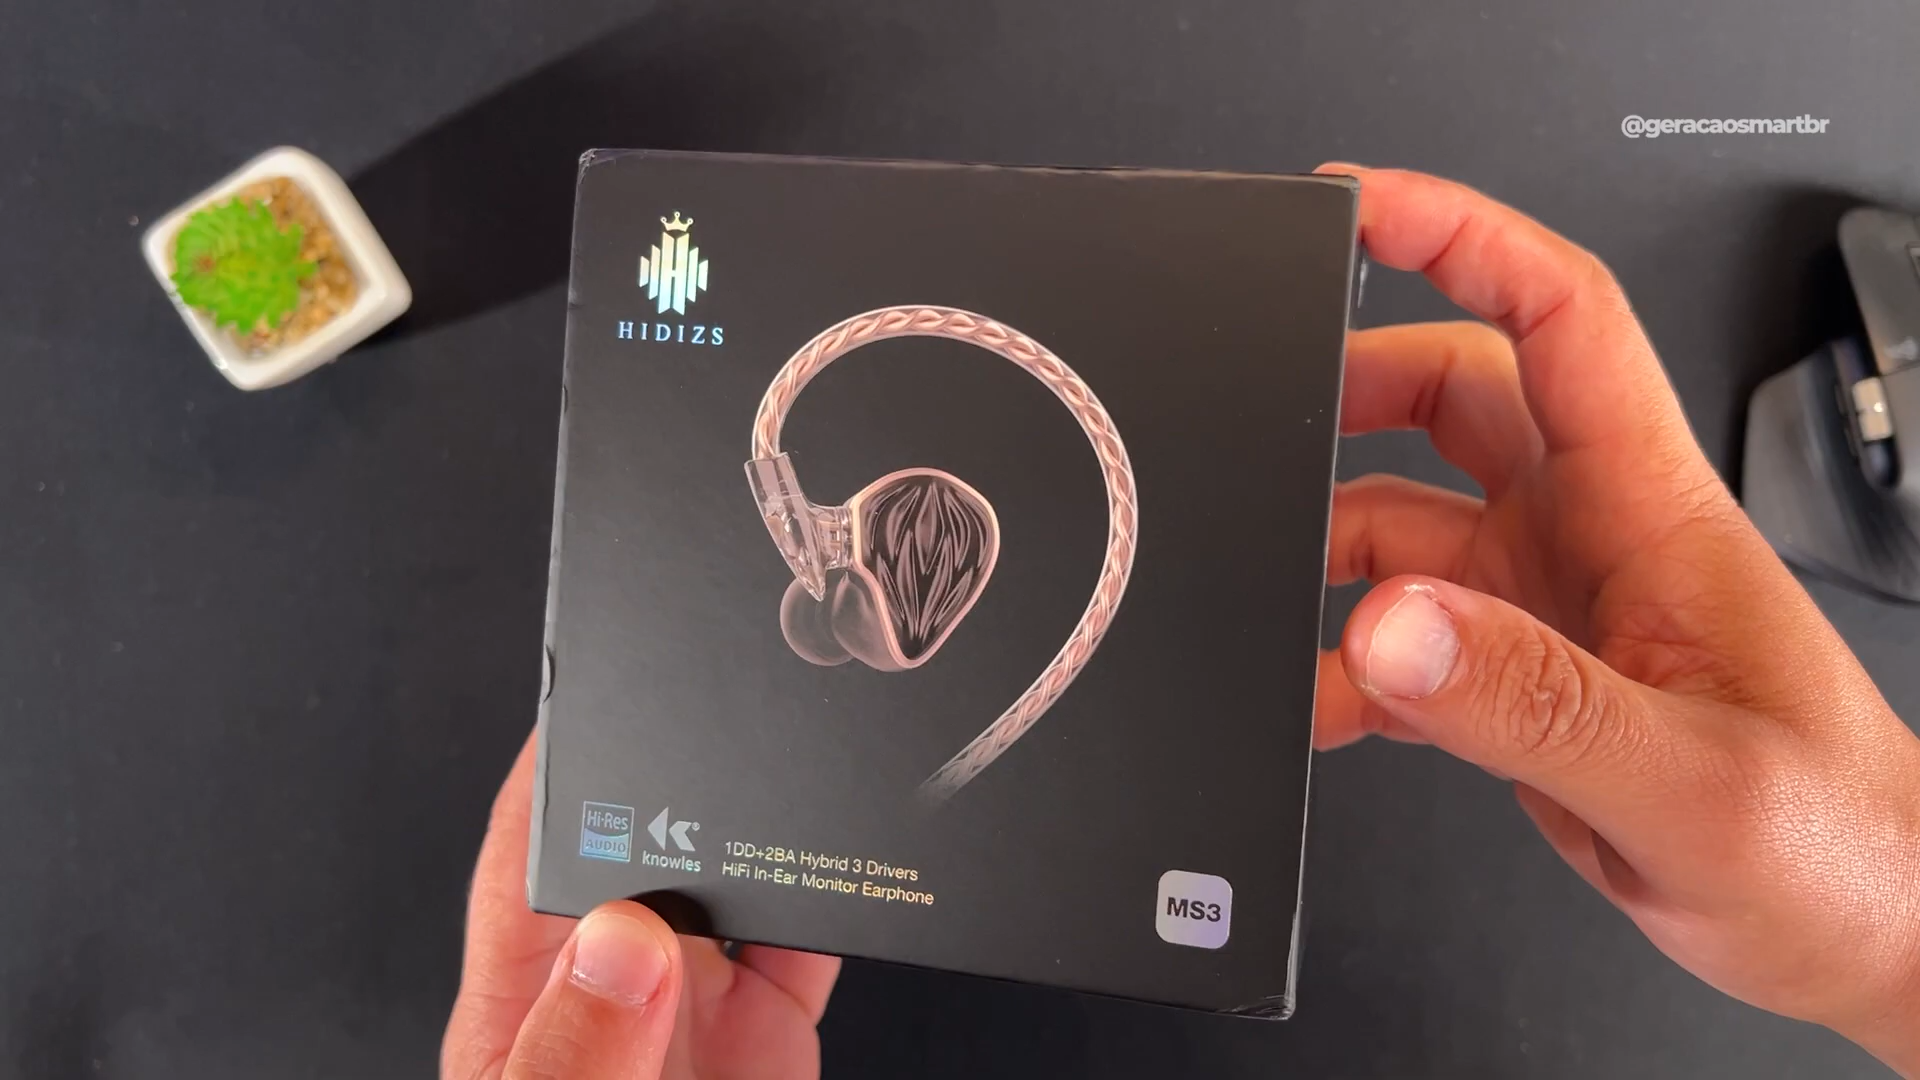 @geracaosmartbr
HIDIZS
Hi-Res
AUDIO
knowles®
1DD+2BA Hybrid 3 Drivers
HiFi In-Ear Monitor Earphone
MS3